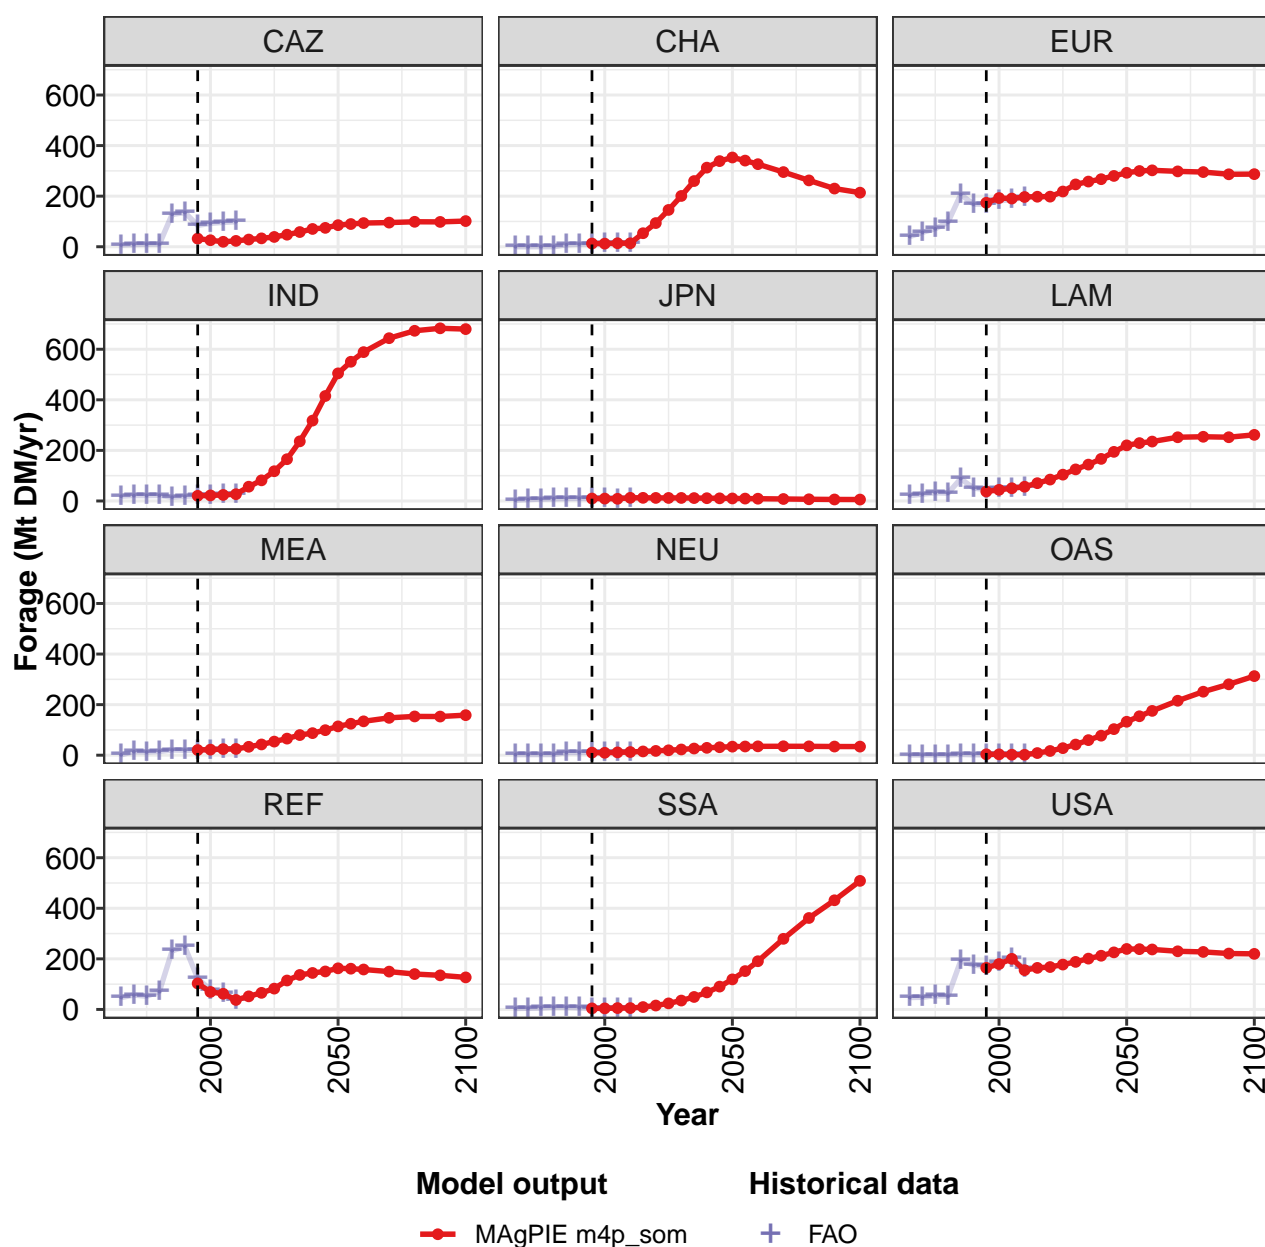 CAZ CHA EUR
600
400
200
0
IND JPN LAM
600
400
200
0
MEA NEU OAS
600
400
200
0
REF SSA USA
600
400
200
0
2000 2050 2100 2000 2050 2100 2000 2050 2100
Forage (Mt DM/yr)
Year
Model output Historical data
MAgPIE m4p_som FAO